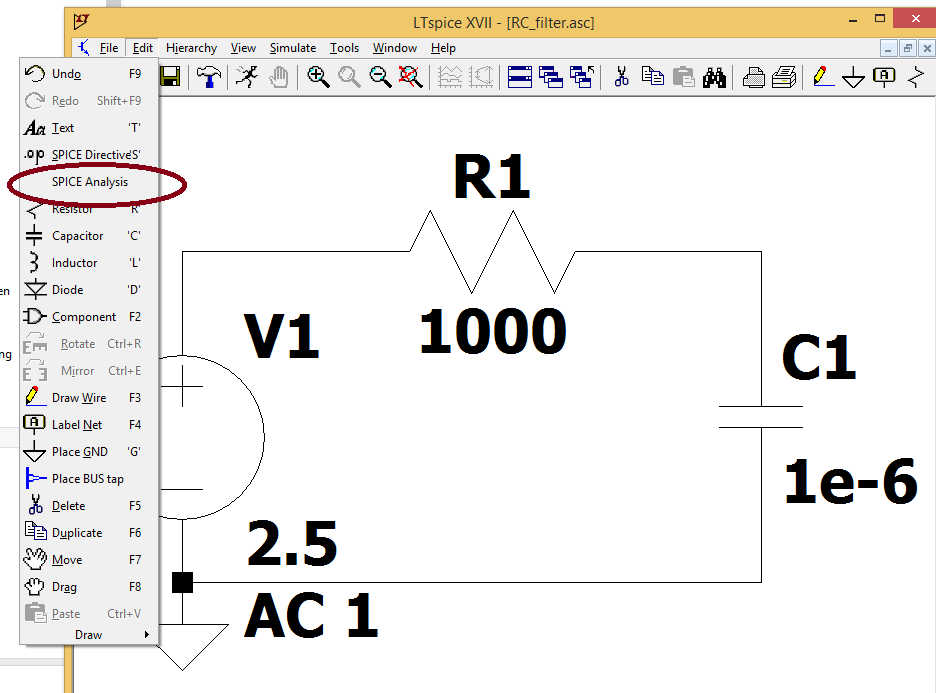 LTspice XVII - [RC_filter.asc]
File Edit Hierarchy View Simulate Tools Window Help
Undo F9
Redo Shift+F9
Aa Text 'T'
.op SPICE Directive'S'
SPICE Analysis
Resistor 'R'
Capacitor 'C'
Inductor 'L'
Diode 'D'
Component F2
Rotate Ctrl+R
Mirror Ctrl+E
Draw Wire F3
A Label Net F4
Place GND 'G'
Place BUS tap
Delete F5
Duplicate F6
Move F7
Drag F8
Paste Ctrl+V
Draw
en
ng
R1
1000
V1
2.5
AC 1
C1
1e-6